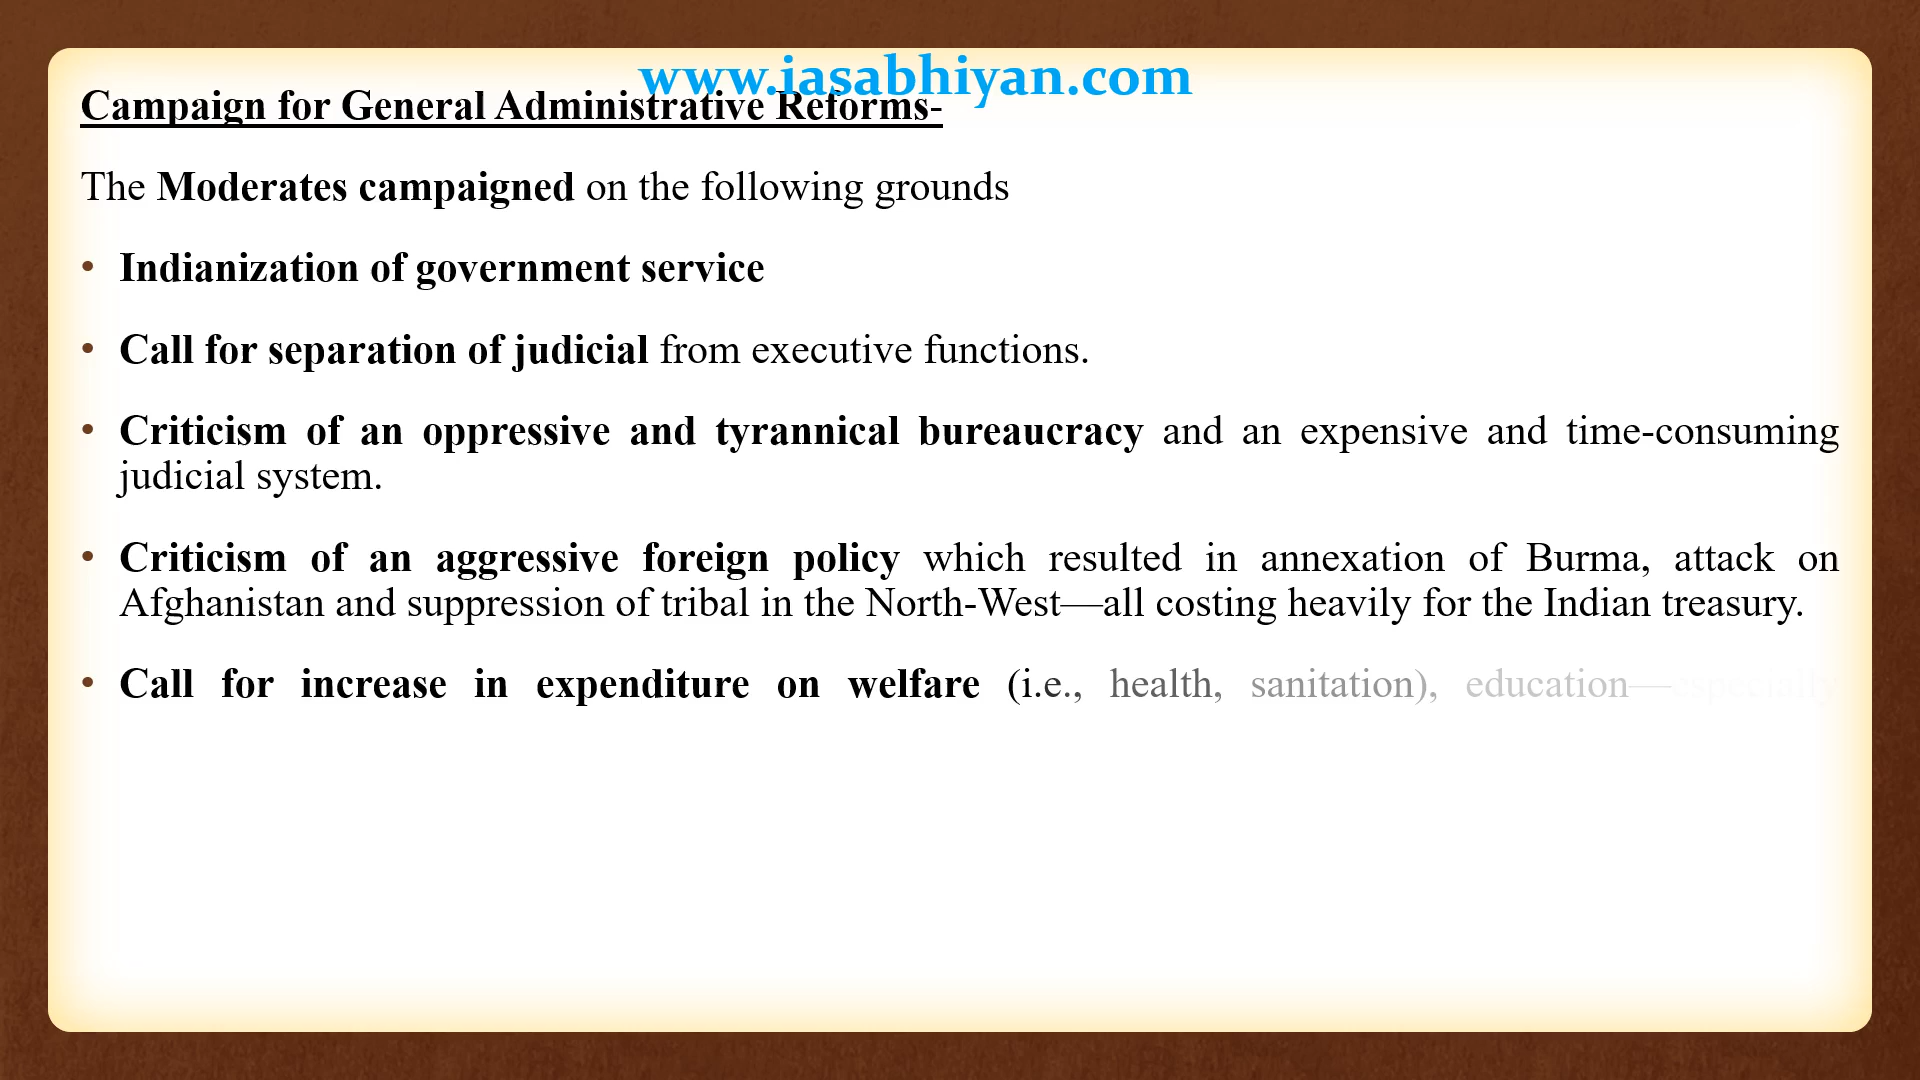 www.iasabhiyan.com
Campaign for General Administrative Reforms-
The Moderates campaigned on the following grounds
• Indianization of government service
• Call for separation of judicial from executive functions.
• Criticism of an oppressive and tyrannical bureaucracy and an expensive and time-consuming
judicial system.
• Criticism of an aggressive foreign policy which resulted in annexation of Burma, attack on
Afghanistan and suppression of tribal in the North-West—all costing heavily for the Indian treasury.
• Call for increase in expenditure on welfare (i.e., health, sanitation), education—especially